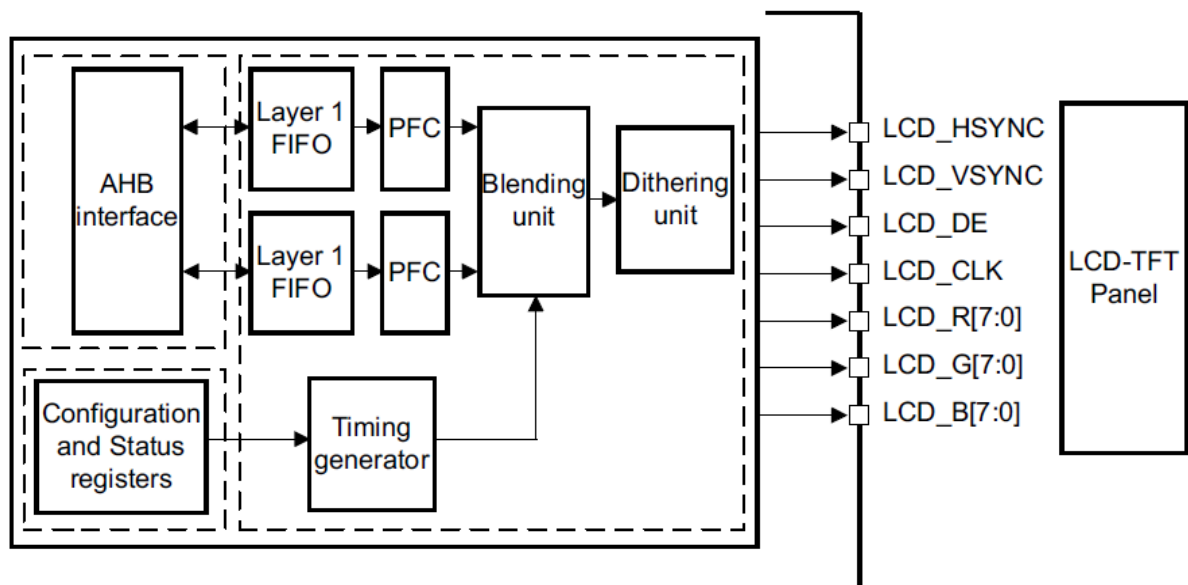 AHB
interface
Layer 1
FIFO
PFC
Layer 1
FIFO
PFC
Blending
unit
Dithering
unit
Configuration
and Status
registers
Timing
generator
LCD_HSYNC
LCD_VSYNC
LCD_DE
LCD_CLK
LCD_R[7:0]
LCD_G[7:0]
LCD_B[7:0]
LCD-TFT
Panel